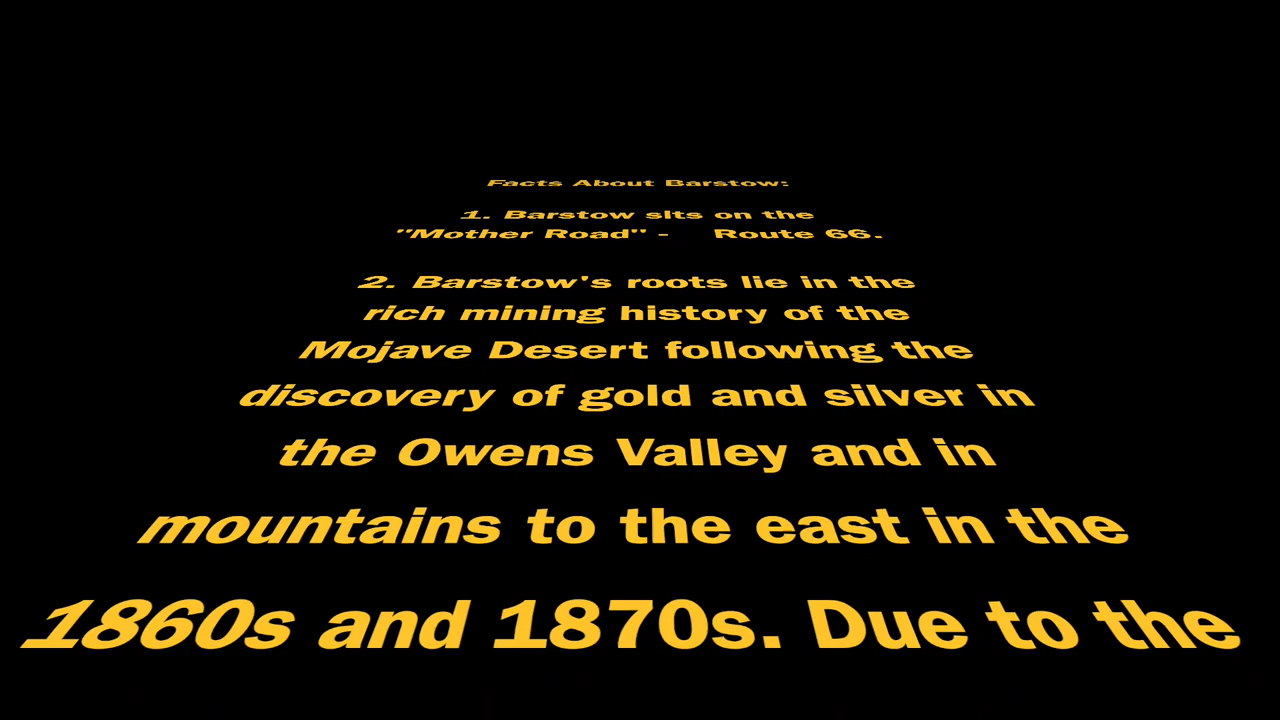 Facts About Barstow:
1. Barstow sits on the
"Mother Road" - Route 66.
2. Barstow's roots lie in the
rich mining history of the
Mojave Desert following the
discovery of gold and silver in
the Owens Valley and in
mountains to the east in the
1860s and 1870s. Due to the